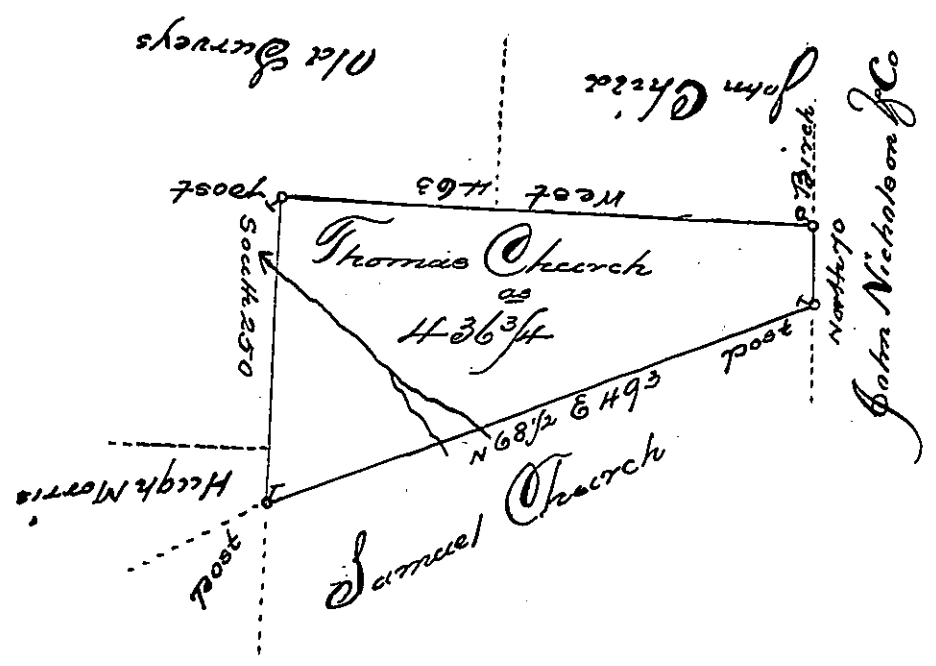 Old Surveys
John Child
John Nicholson & Co
post
West 463
Birch
South 250
Thomas Church
as
436 3/4
North 70
post
N 68 1/2 E 493
Hugh Morris
post
Samuel Church